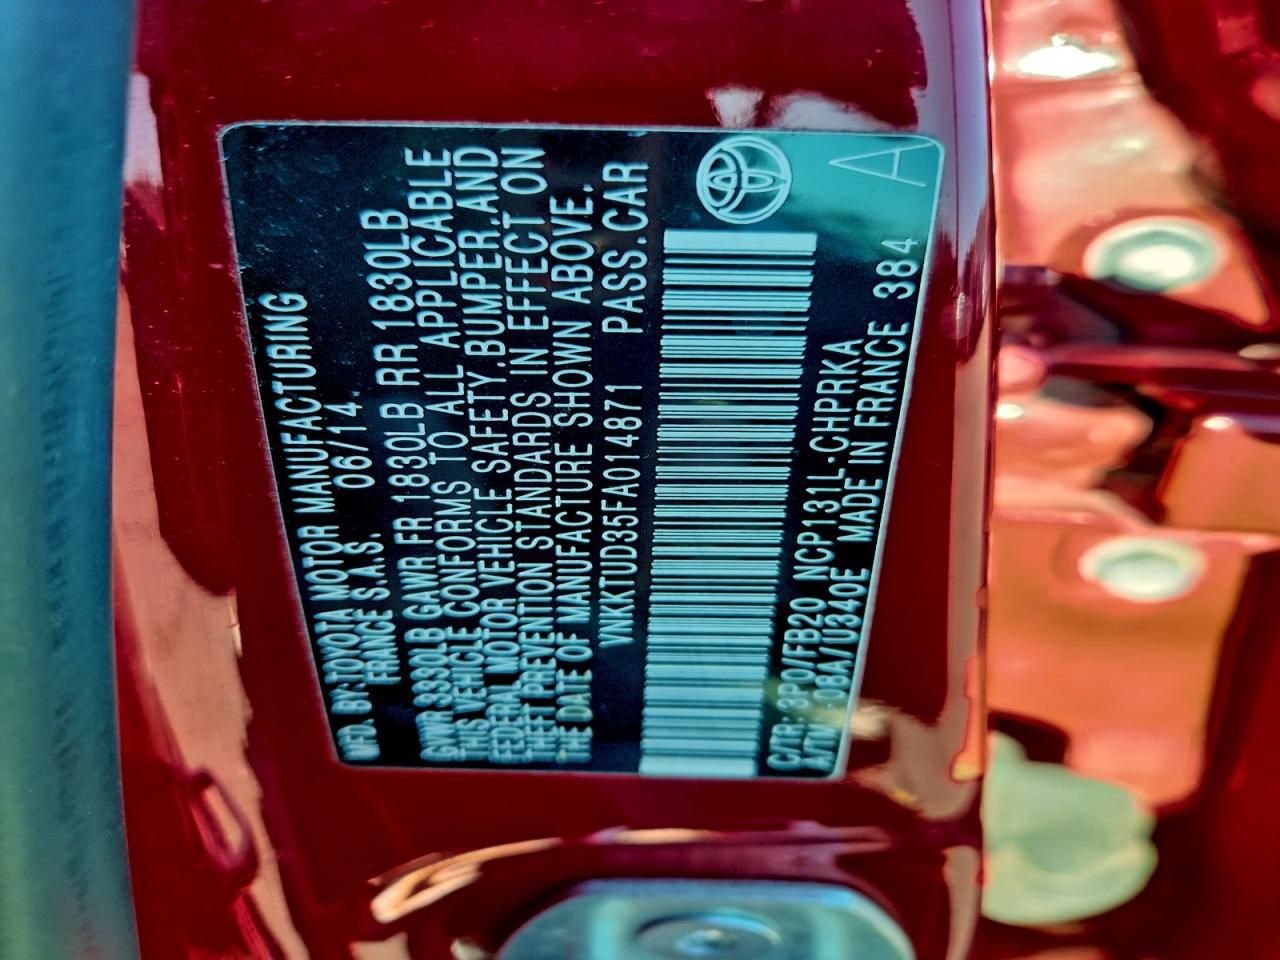 MFD. BY:TOYOTA MOTOR MANUFACTURING
FRANCE S.A.S. 06/14
GVWR 3330LB GAWR FR 1830LB RR 1830LB
THIS VEHICLE CONFORMS TO ALL APPLICABLE
FEDERAL MOTOR VEHICLE SAFETY,BUMPER,AND
THEFT PREVENTION STANDARDS IN EFFECT ON
THE DATE OF MANUFACTURE SHOWN ABOVE.
VNKKTUD35FA014871 PASS.CAR
C/TR: 3P0/FB20 NCP131L-CHPRKA
A/TM: -08A/U340E MADE IN FRANCE 384
A